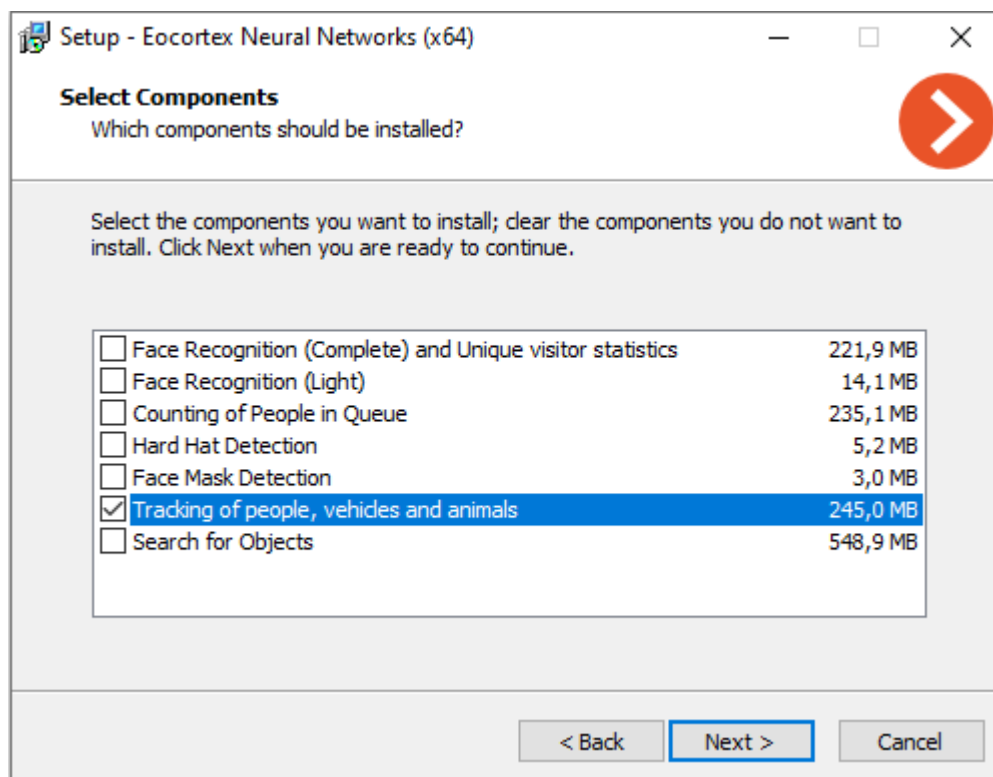 Setup - Eocortex Neural Networks (x64)
Select Components
Which components should be installed?
Select the components you want to install; clear the components you do not want to
install. Click Next when you are ready to continue.
Face Recognition (Complete) and Unique visitor statistics 221,9 MB
Face Recognition (Light) 14,1 MB
Counting of People in Queue 235,1 MB
Hard Hat Detection 5,2 MB
Face Mask Detection 3,0 MB
Tracking of people, vehicles and animals 245,0 MB
Search for Objects 548,9 MB
< Back Next > Cancel